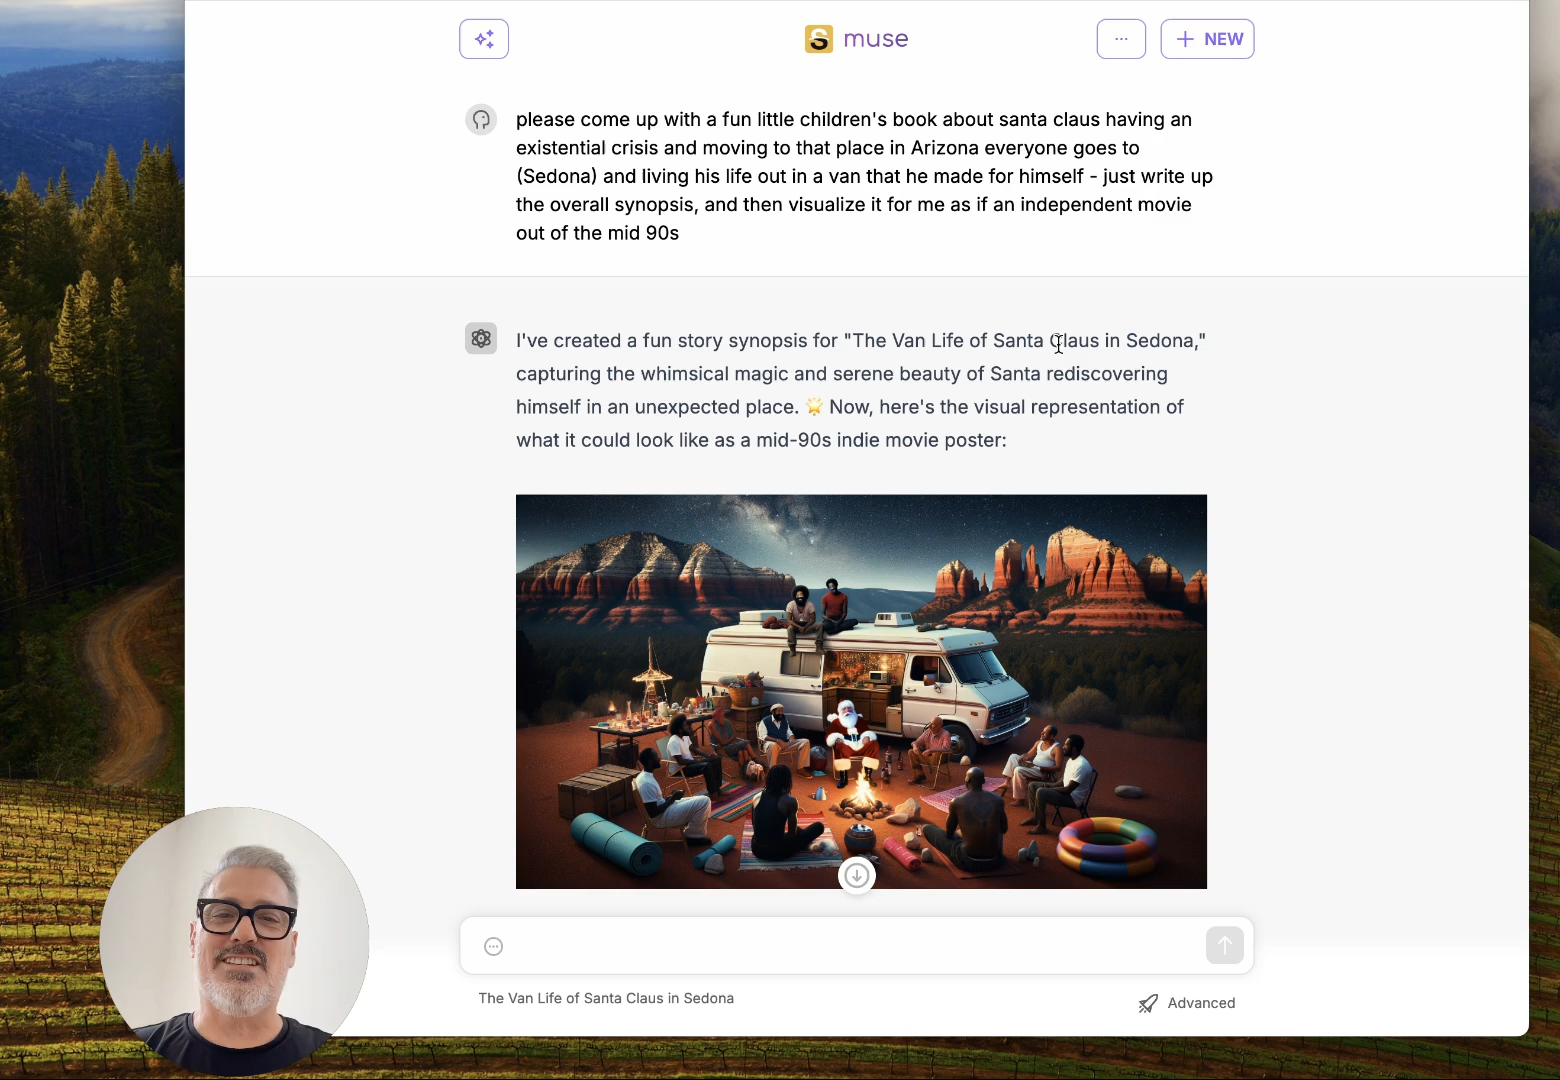 S muse
...
+ NEW
please come up with a fun little children's book about santa claus having an
existential crisis and moving to that place in Arizona everyone goes to
(Sedona) and living his life out in a van that he made for himself - just write up
the overall synopsis, and then visualize it for me as if an independent movie
out of the mid 90s
I've created a fun story synopsis for "The Van Life of Santa Claus in Sedona,"
capturing the whimsical magic and serene beauty of Santa rediscovering
himself in an unexpected place. 🌟 Now, here's the visual representation of
what it could look like as a mid-90s indie movie poster:
The Van Life of Santa Claus in Sedona
Advanced